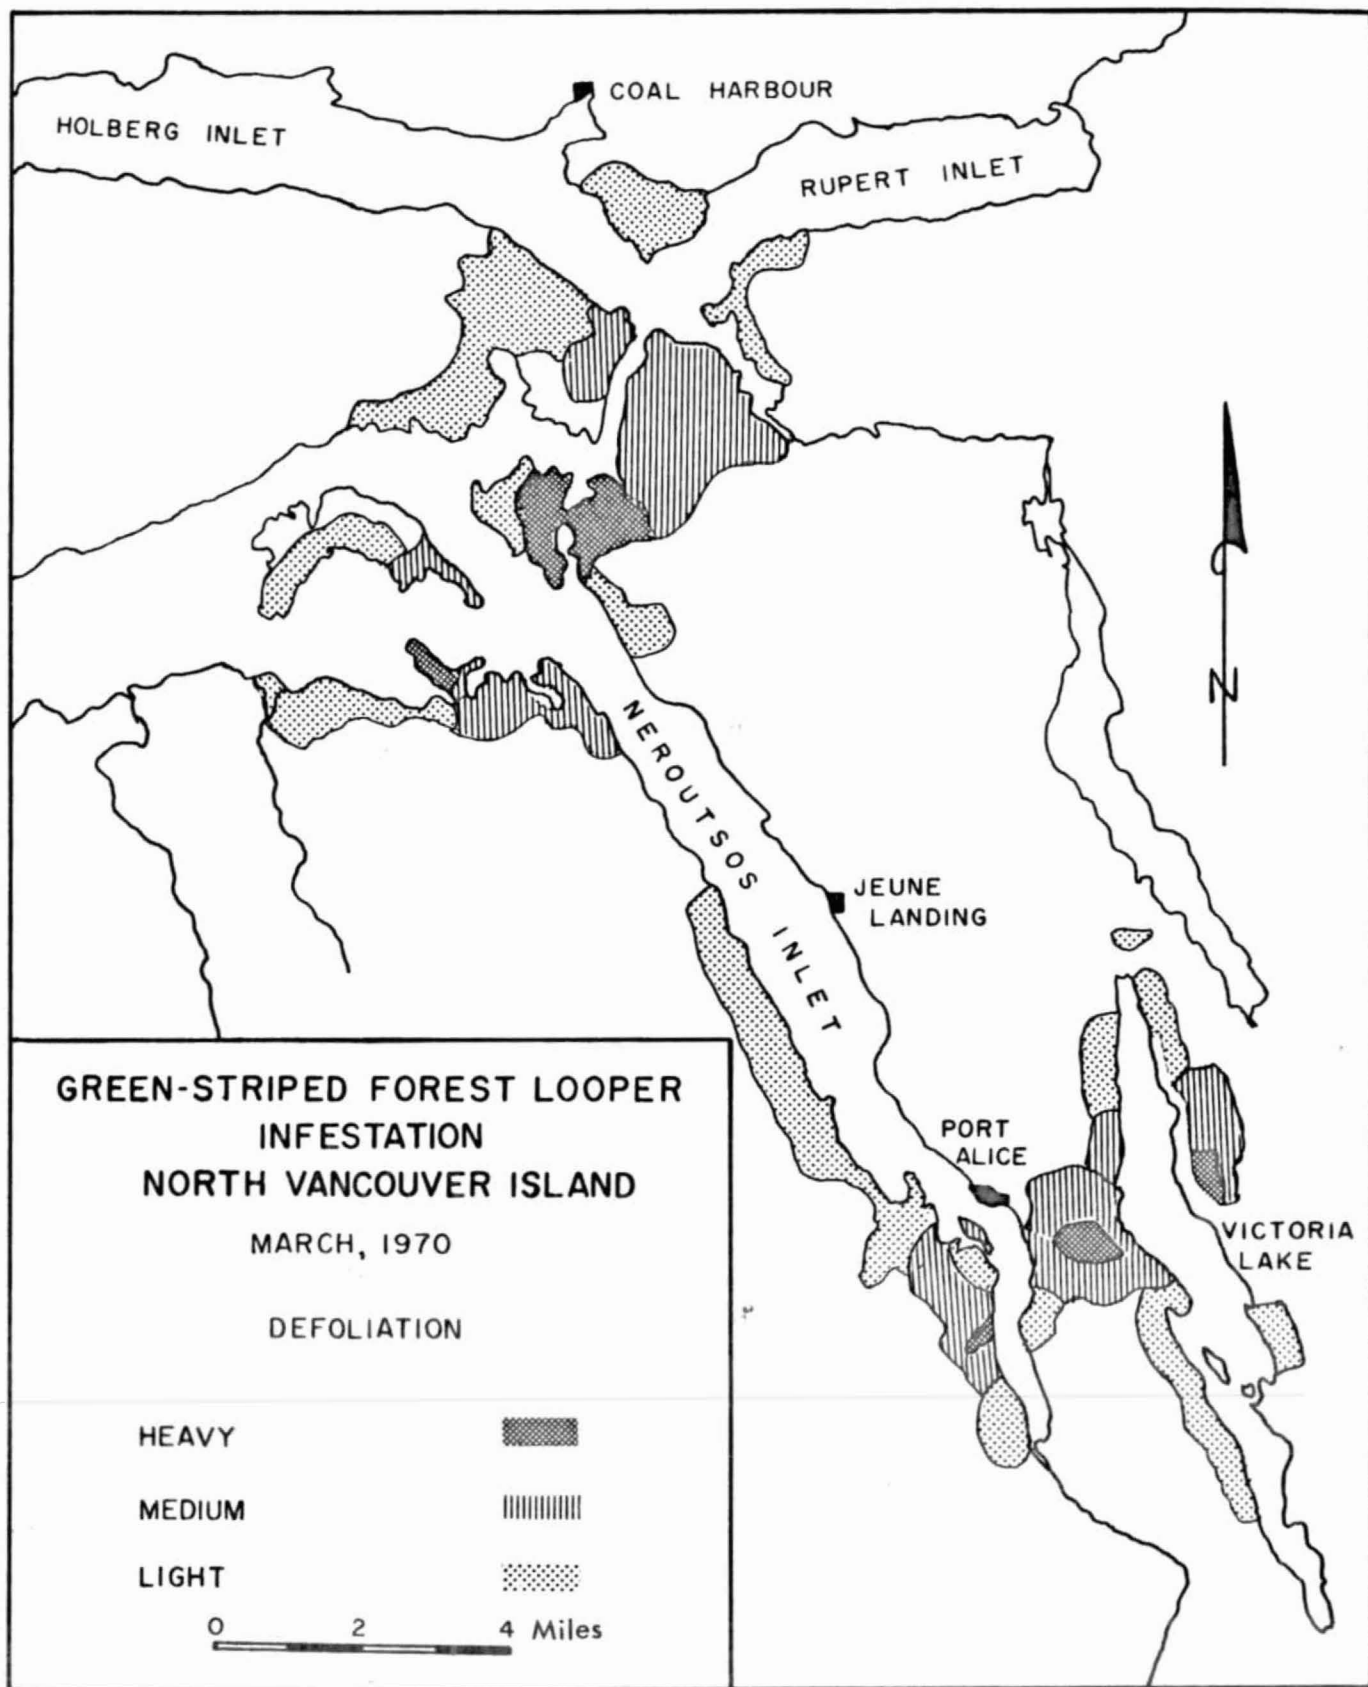 COAL HARBOUR
HOLBERG INLET
RUPERT INLET
N
NEROUTSOS INLET
JEUNE
LANDING
PORT
ALICE
VICTORIA
LAKE
GREEN-STRIPED FOREST LOOPER
INFESTATION
NORTH VANCOUVER ISLAND
MARCH, 1970
DEFOLIATION
HEAVY
MEDIUM
LIGHT
0 2 4 Miles